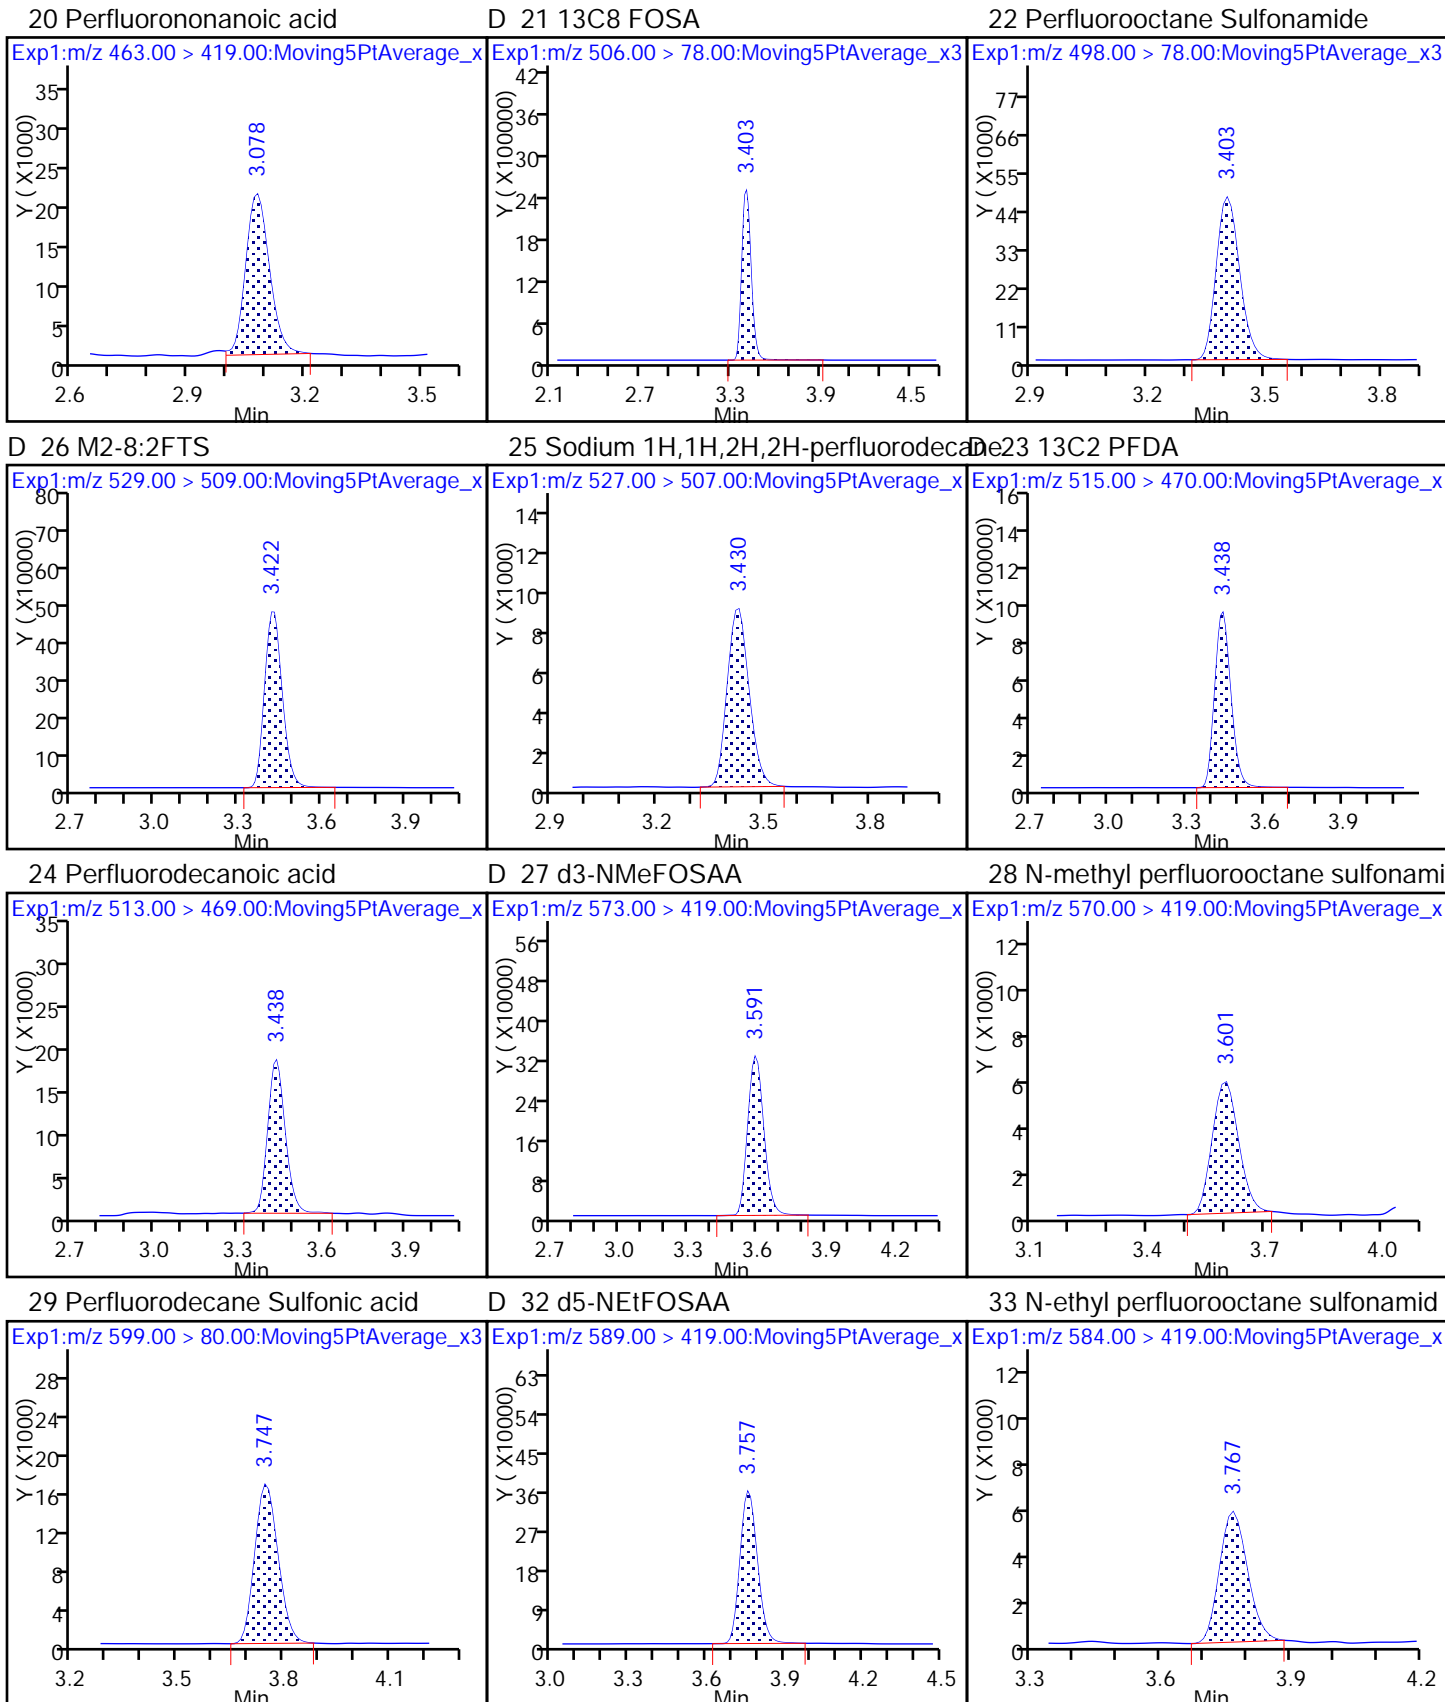 20 Perfluorononanoic acid
D 21 13C8 FOSA
22 Perfluorooctane Sulfonamide
Exp1:m/z 463.00 > 419.00:Moving5PtAverage_x
Exp1:m/z 506.00 > 78.00:Moving5PtAverage_x3
Exp1:m/z 498.00 > 78.00:Moving5PtAverage_x3
35
30
25
20
15
10
5
0
Y ( X1000)
3.078
2.6 2.9 3.2 3.5
Min
42
36
30
24
18
12
6
0
Y ( X100000)
3.403
2.1 2.7 3.3 3.9 4.5
Min
77
66
55
44
33
22
11
0
Y ( X1000)
3.403
2.9 3.2 3.5 3.8
Min
D 26 M2-8:2FTS
25 Sodium 1H,1H,2H,2H-perfluorodecane
D 23 13C2 PFDA
Exp1:m/z 529.00 > 509.00:Moving5PtAverage_x
Exp1:m/z 527.00 > 507.00:Moving5PtAverage_x
Exp1:m/z 515.00 > 470.00:Moving5PtAverage_x
80
70
60
50
40
30
20
10
0
Y ( X10000)
3.422
2.7 3.0 3.3 3.6 3.9
Min
14
12
10
8
6
4
2
0
Y ( X1000)
3.430
2.9 3.2 3.5 3.8
Min
16
14
12
10
8
6
4
2
0
Y ( X100000)
3.438
2.7 3.0 3.3 3.6 3.9
Min
24 Perfluorodecanoic acid
D 27 d3-NMeFOSAA
28 N-methyl perfluorooctane sulfonami
Exp1:m/z 513.00 > 469.00:Moving5PtAverage_x
Exp1:m/z 573.00 > 419.00:Moving5PtAverage_x
Exp1:m/z 570.00 > 419.00:Moving5PtAverage_x
35
30
25
20
15
10
5
0
Y ( X1000)
3.438
2.7 3.0 3.3 3.6 3.9
Min
56
48
40
32
24
16
8
0
Y ( X10000)
3.591
2.7 3.0 3.3 3.6 3.9 4.2
Min
12
10
8
6
4
2
0
Y ( X1000)
3.601
3.1 3.4 3.7 4.0
Min
29 Perfluorodecane Sulfonic acid
D 32 d5-NEtFOSAA
33 N-ethyl perfluorooctane sulfonamid
Exp1:m/z 599.00 > 80.00:Moving5PtAverage_x3
Exp1:m/z 589.00 > 419.00:Moving5PtAverage_x
Exp1:m/z 584.00 > 419.00:Moving5PtAverage_x
28
24
20
16
12
8
4
0
Y ( X1000)
3.747
3.2 3.5 3.8 4.1
Min
63
54
45
36
27
18
9
0
Y ( X10000)
3.757
3.0 3.3 3.6 3.9 4.2 4.5
Min
12
10
8
6
4
2
0
Y ( X1000)
3.767
3.3 3.6 3.9 4.2
Min